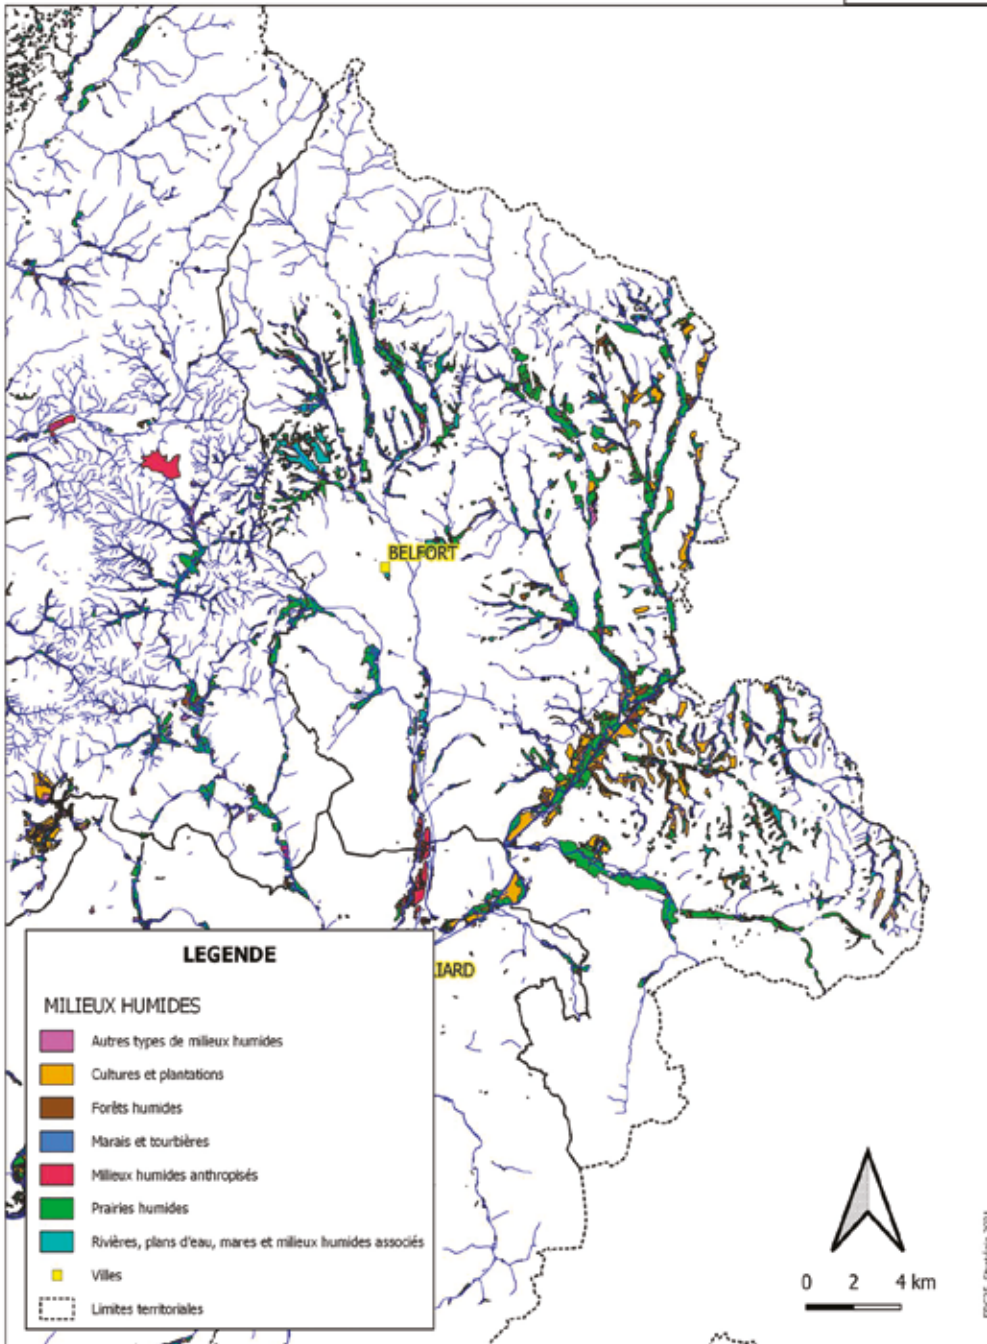 BELFORT
LIARD
LEGENDE
MILIEUX HUMIDES
Autres types de milieux humides
Cultures et plantations
Forêts humides
Marais et tourbières
Milieux humides anthropisés
Prairies humides
Rivières, plans d'eau, mares et milieux humides associés
Villes
Limites territoriales
0 2 4 km